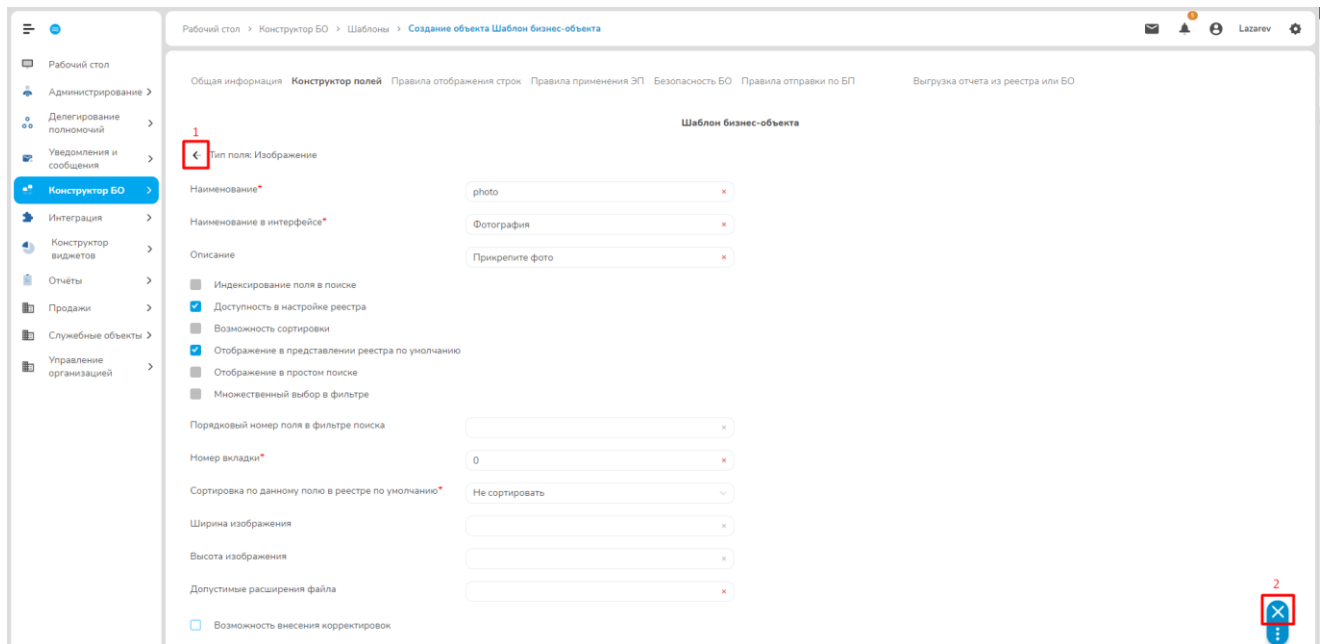 Рабочий стол > Конструктор БО > Шаблоны > Создание объекта Шаблон бизнес-объекта
5
Lazarev
Рабочий стол
Администрирование >
Делегирование
полномочий >
Уведомления и
сообщения >
Конструктор БО >
Интеграция >
Конструктор
виджетов >
Отчёты >
Продажи >
Служебные объекты >
Управление
организацией >
Общая информация Конструктор полей Правила отображения строк Правила применения ЭП Безопасность БО Правила отправки по БП Выгрузка отчета из реестра или БО
Шаблон бизнес-объекта
1
← Тип поля: Изображение
Наименование* photo ×
Наименование в интерфейсе* Фотография ×
Описание Прикрепите фото ×
Индексирование поля в поиске
Доступность в настройке реестра
Возможность сортировки
Отображение в представлении реестра по умолчанию
Отображение в простом поиске
Множественный выбор в фильтре
Порядковый номер поля в фильтре поиска ×
Номер вкладки* 0 ×
Сортировка по данному полю в реестре по умолчанию* Не сортировать
Ширина изображения ×
Высота изображения ×
Допустимые расширения файла ×
Возможность внесения корректировок
2